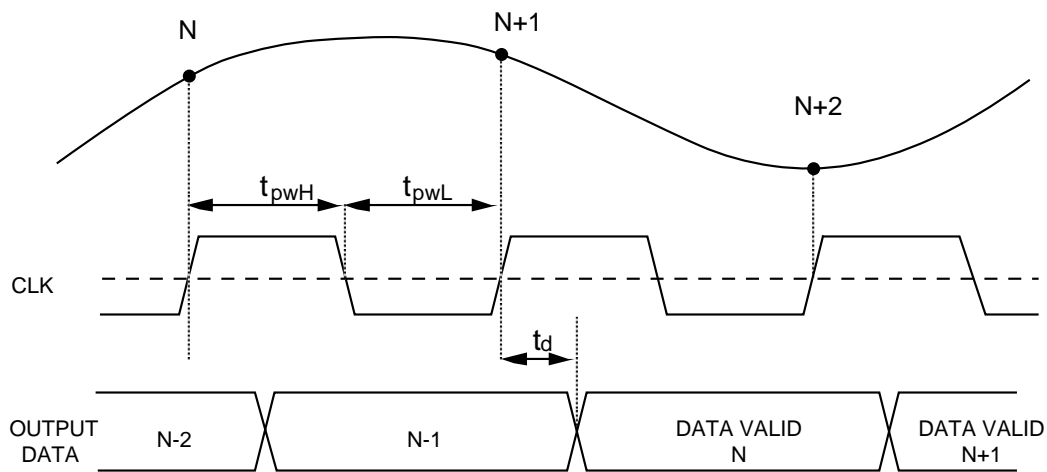 N
N+1
N+2
tpwH
tpwL
CLK
td
OUTPUT
DATA
N-2
N-1
DATA VALID
N
DATA VALID
N+1